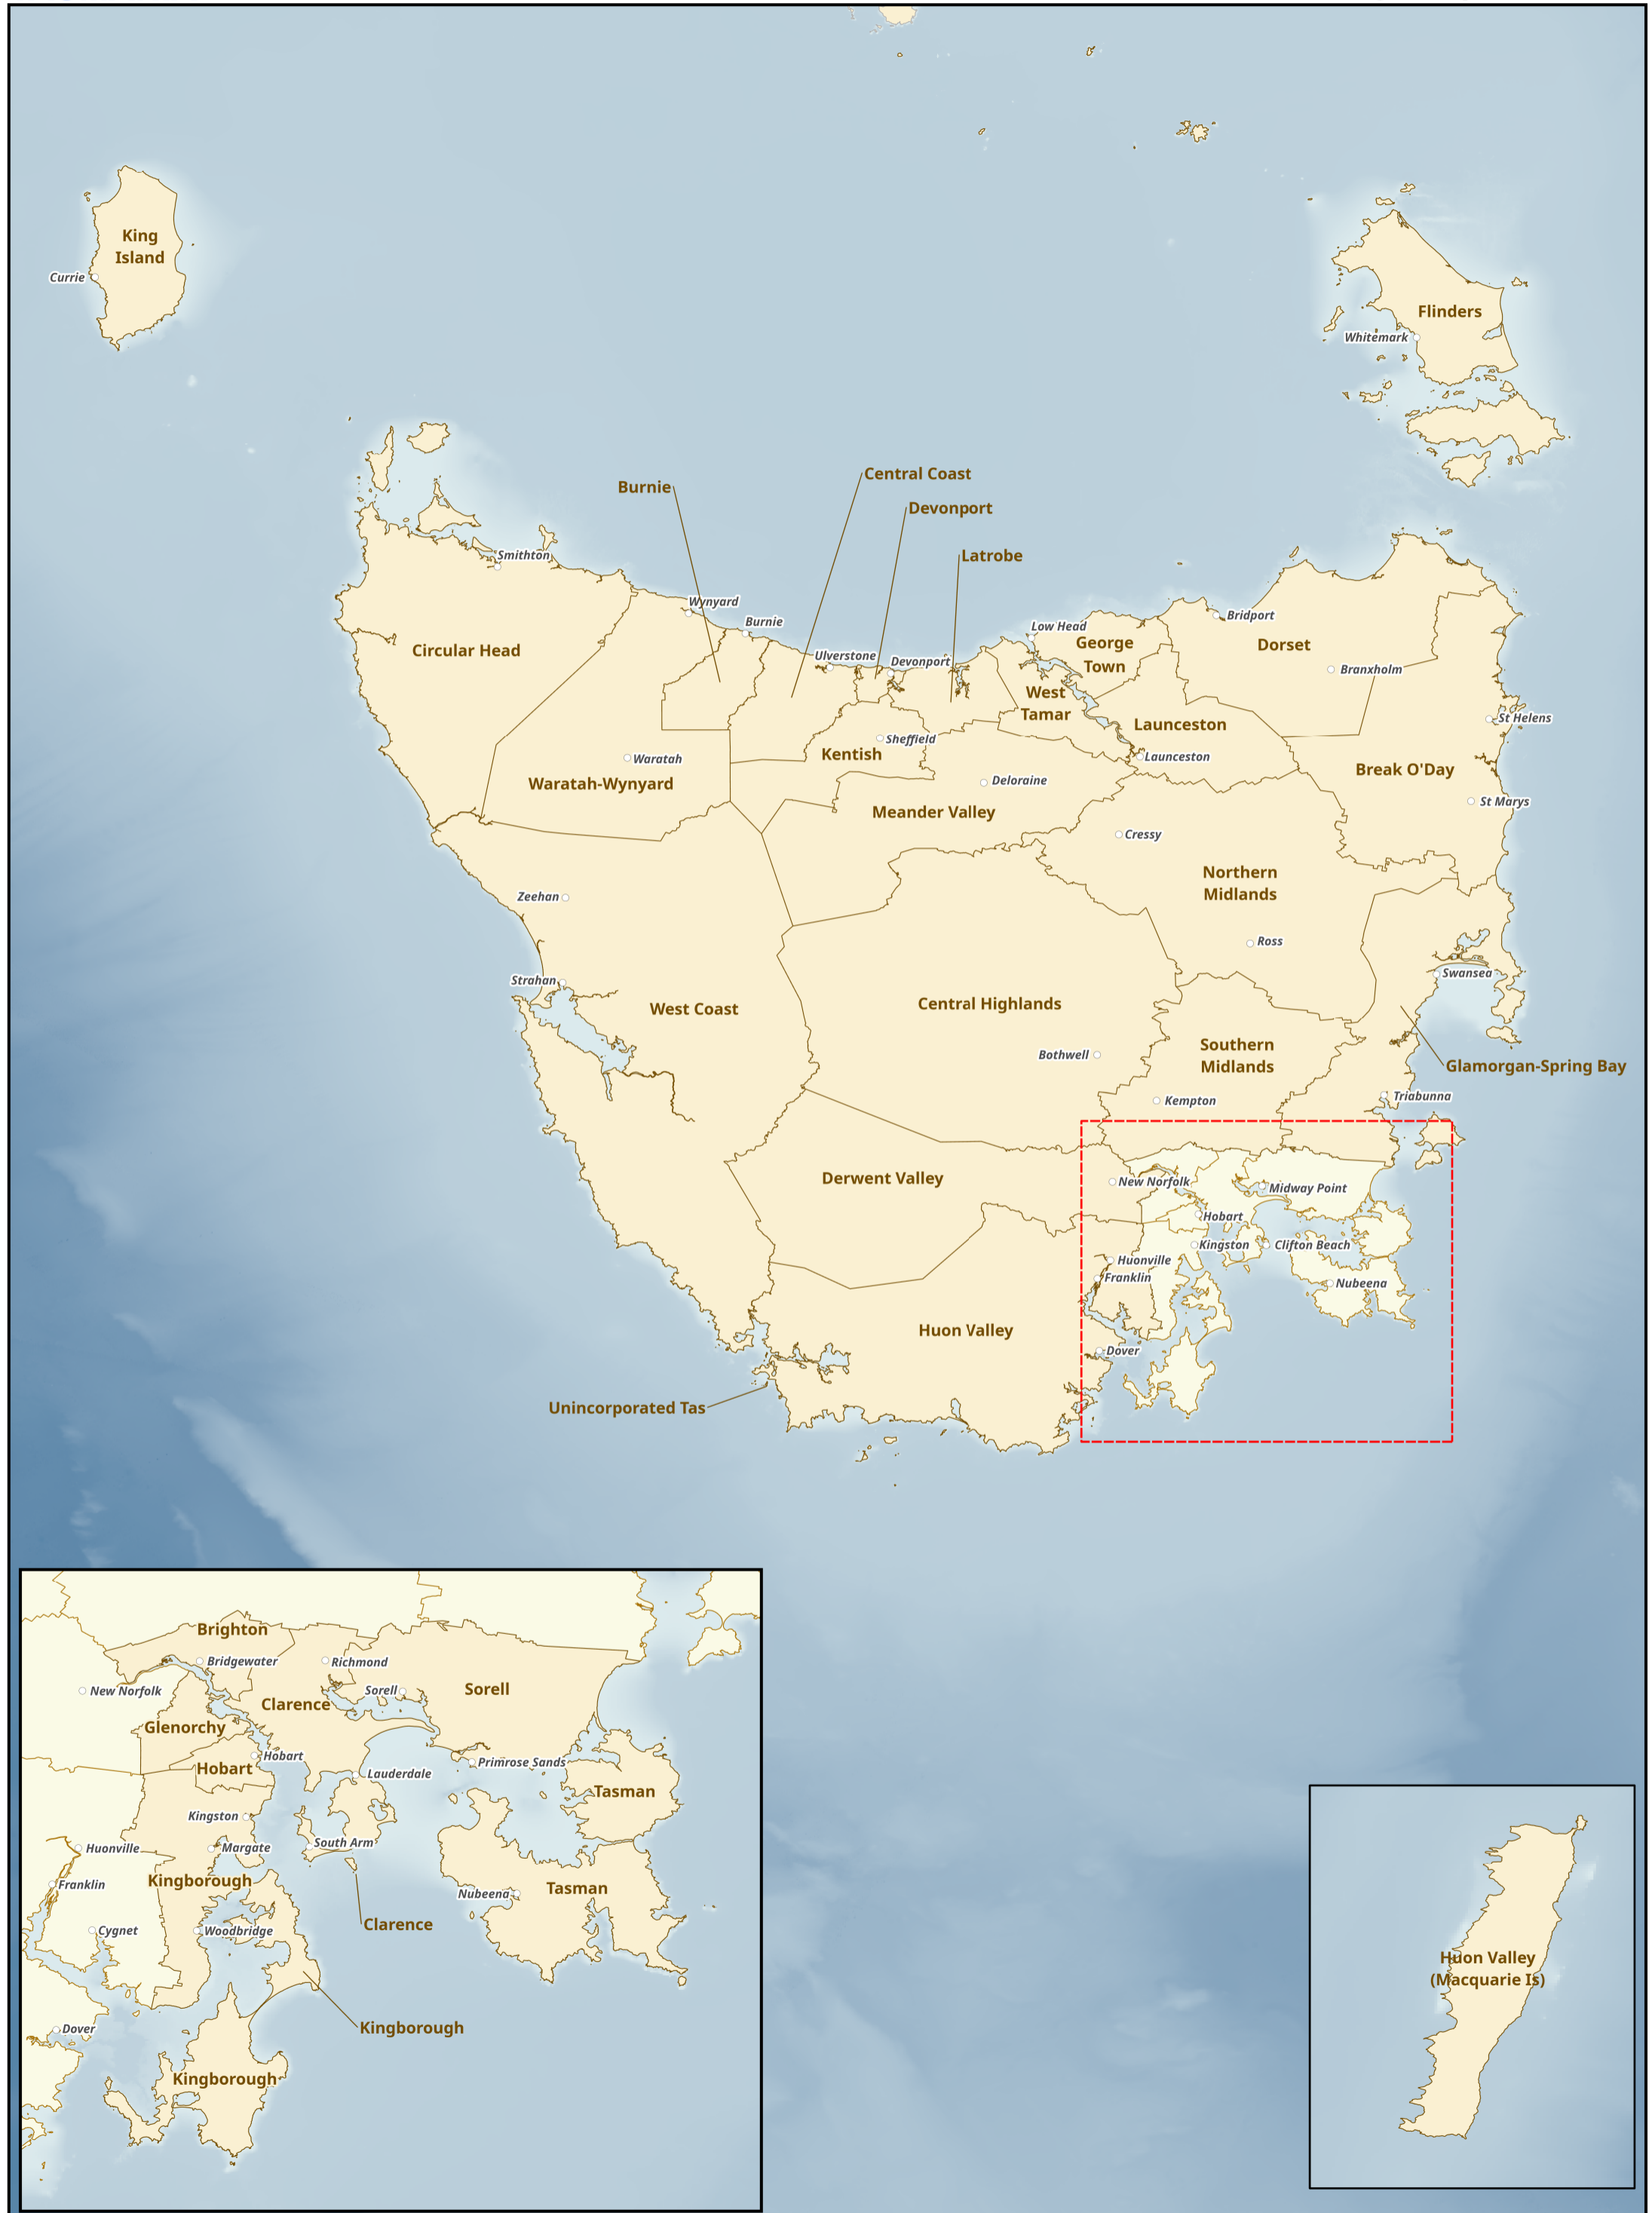 King
Island
Currie
Flinders
Whitemark
Central Coast
Burnie
Devonport
Latrobe
Smithton
Wynyard
Burnie
Low Head
Bridport
George
Town
Dorset
Circular Head
Ulverstone
Devonport
Branxholm
West
Tamar
St Helens
Launceston
Sheffield
Kentish
Waratah
Launceston
Break O'Day
Deloraine
Waratah-Wynyard
St Marys
Meander Valley
Cressy
Northern
Midlands
Zeehan
Ross
Swansea
Strahan
West Coast
Central Highlands
Southern
Midlands
Bothwell
Glamorgan-Spring Bay
Triabunna
Kempton
Derwent Valley
New Norfolk
Midway Point
Hobart
Kingston
Clifton Beach
Huonville
Franklin
Nubeena
Huon Valley
Dover
Unincorporated Tas
Brighton
Bridgewater
Richmond
New Norfolk
Sorell
Sorell
Clarence
Glenorchy
Hobart
Primrose Sands
Hobart
Lauderdale
Tasman
Kingston
South Arm
Huonville
Margate
Kingborough
Franklin
Tasman
Nubeena
Clarence
Cygnet
Woodbridge
Dover
Kingborough
Kingborough
Huon Valley
(Macquarie Is)